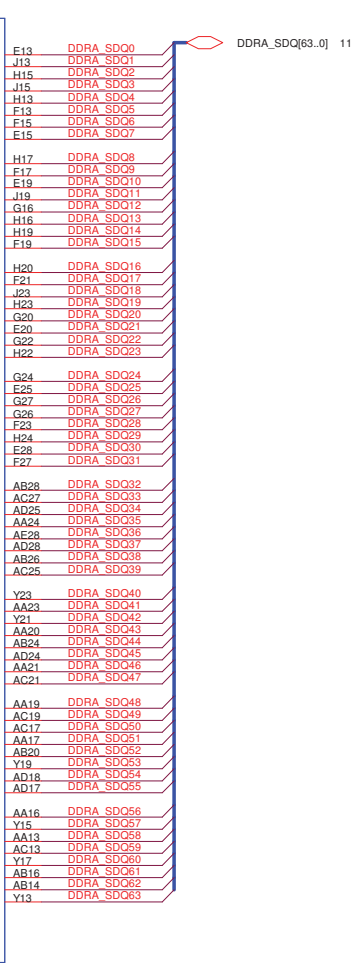 DDRA_SDQ[63..0] 11
E13 DDRA_SDQ0
J13 DDRA_SDQ1
H15 DDRA_SDQ2
J15 DDRA_SDQ3
H13 DDRA_SDQ4
F13 DDRA_SDQ5
F15 DDRA_SDQ6
E15 DDRA_SDQ7
H17 DDRA_SDQ8
F17 DDRA_SDQ9
E19 DDRA_SDQ10
J19 DDRA_SDQ11
G16 DDRA_SDQ12
H16 DDRA_SDQ13
H19 DDRA_SDQ14
F19 DDRA_SDQ15
H20 DDRA_SDQ16
F21 DDRA_SDQ17
J23 DDRA_SDQ18
H23 DDRA_SDQ19
G20 DDRA_SDQ20
E20 DDRA_SDQ21
G22 DDRA_SDQ22
H22 DDRA_SDQ23
G24 DDRA_SDQ24
E25 DDRA_SDQ25
G27 DDRA_SDQ26
G26 DDRA_SDQ27
F23 DDRA_SDQ28
H24 DDRA_SDQ29
E28 DDRA_SDQ30
F27 DDRA_SDQ31
AB28 DDRA_SDQ32
AC27 DDRA_SDQ33
AD25 DDRA_SDQ34
AA24 DDRA_SDQ35
AE28 DDRA_SDQ36
AD28 DDRA_SDQ37
AB26 DDRA_SDQ38
AC25 DDRA_SDQ39
Y23 DDRA_SDQ40
AA23 DDRA_SDQ41
Y21 DDRA_SDQ42
AA20 DDRA_SDQ43
AB24 DDRA_SDQ44
AD24 DDRA_SDQ45
AA21 DDRA_SDQ46
AC21 DDRA_SDQ47
AA19 DDRA_SDQ48
AC19 DDRA_SDQ49
AC17 DDRA_SDQ50
AA17 DDRA_SDQ51
AB20 DDRA_SDQ52
Y19 DDRA_SDQ53
AD18 DDRA_SDQ54
AD17 DDRA_SDQ55
AA16 DDRA_SDQ56
Y15 DDRA_SDQ57
AA13 DDRA_SDQ58
AC13 DDRA_SDQ59
Y17 DDRA_SDQ60
AB16 DDRA_SDQ61
AB14 DDRA_SDQ62
Y13 DDRA_SDQ63